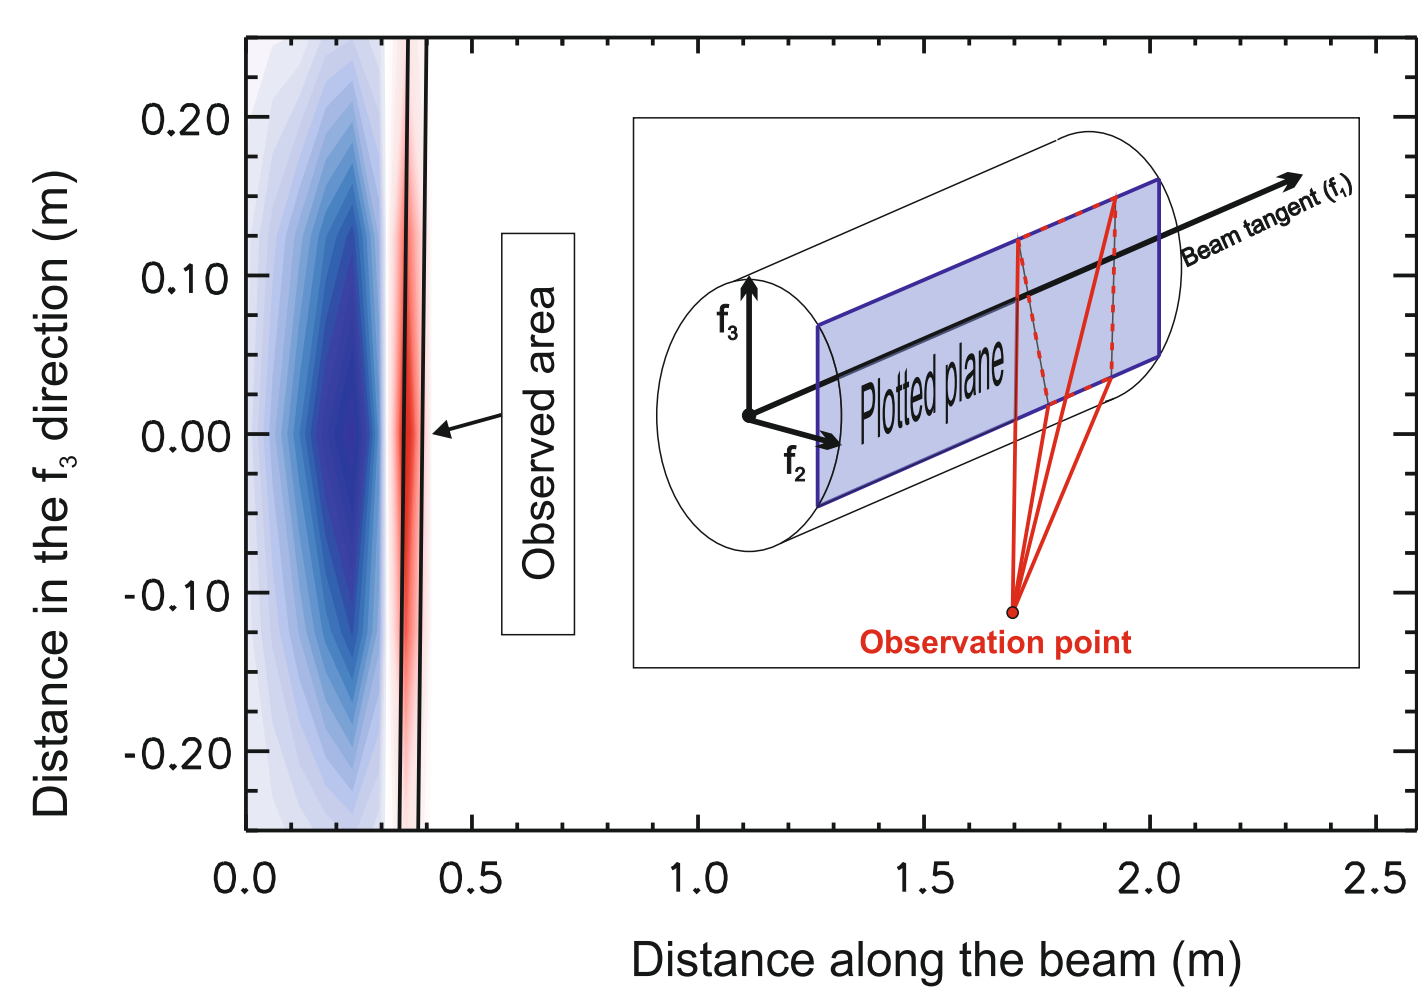 Distance in the f₃ direction (m)
0.20
0.10
0.00
-0.10
-0.20
0.0 0.5 1.0 1.5 2.0 2.5
Distance along the beam (m)
Observed area
f₃
f₂
Plotted plane
Beam tangent (f₁)
Observation point